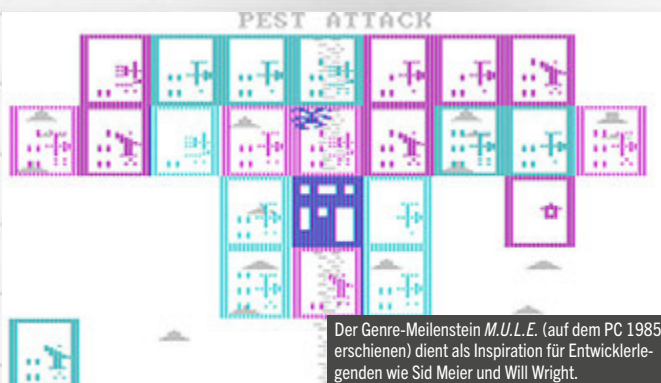 PEST ATTACK
Der Genre-Meilenstein M.U.L.E. (auf dem PC 1985
erschienen) dient als Inspiration für Entwicklerle-
genden wie Sid Meier und Will Wright.